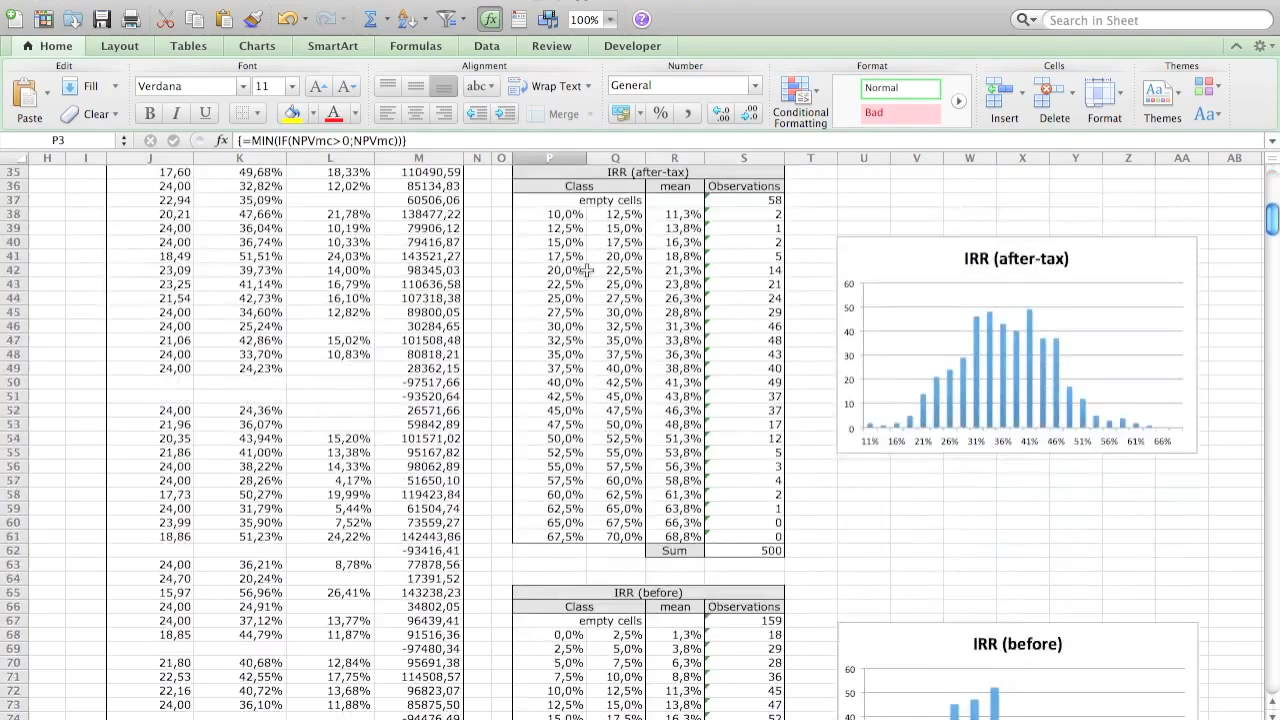 100%
Search in Sheet
Home Layout Tables Charts SmartArt Formulas Data Review Developer
Edit Font Alignment Number Format Cells Themes
Fill Verdana 11 A A abc Wrap Text General Normal
Paste Clear B I U A Merge % Conditional Formatting Bad Insert Delete Format Themes Aa
P3 fx {=MIN(IF(NPVmc>0;NPVmc))}
H I J K L M N O P Q R S T U V W X Y Z AA AB
35 17,60 49,68% 18,33% 110490,59 IRR (after-tax)
36 24,00 32,82% 12,02% 85134,83 Class mean Observations
37 22,94 35,09% 60506,06 empty cells 58
38 20,21 47,66% 21,78% 138477,22 10,0% 12,5% 11,3% 2
39 24,00 36,04% 10,19% 79906,12 12,5% 15,0% 13,8% 1
40 24,00 36,74% 10,33% 79419,87 15,0% 17,5% 16,3% 2
41 18,49 51,51% 24,03% 143521,27 17,5% 20,0% 18,8% 5
42 23,09 39,73% 14,10% 98345,03 20,0% 22,5% 21,3% 14
43 23,25 41,14% 16,79% 110636,58 22,5% 25,0% 23,8% 21
44 21,54 42,73% 16,10% 107318,38 25,0% 27,5% 26,3% 24
45 24,00 34,60% 12,82% 89800,05 27,5% 30,0% 28,8% 29
46 24,00 25,24% 30284,65 30,0% 32,5% 31,3% 46
47 21,06 42,86% 15,02% 101508,48 32,5% 35,0% 33,8% 48
48 24,00 33,70% 10,83% 80818,21 35,0% 37,5% 36,3% 43
49 24,00 24,23% 28362,15 37,5% 40,0% 38,8% 40
50 -97517,66 40,0% 42,5% 41,3% 49
51 -93520,64 42,5% 45,0% 43,8% 37
52 24,00 24,36% 26571,66 45,0% 47,5% 46,3% 37
53 21,96 36,07% 59842,89 47,5% 50,0% 48,8% 17
54 20,35 43,94% 15,20% 101571,02 50,0% 52,5% 51,3% 12
55 21,86 41,00% 95167,82 52,5% 55,0% 53,8% 5
56 24,00 38,22% 14,33% 98062,89 55,0% 57,5% 56,3% 3
57 24,00 28,20% 4,17% 51650,10 57,5% 60,0% 58,8% 4
58 17,73 50,27% 19,99% 119423,84 60,0% 62,5% 61,3% 2
59 24,00 31,79% 5,44% 61504,74 62,5% 65,0% 63,8% 1
60 23,99 35,90% 7,52% 73557,27 65,0% 67,5% 66,3% 0
61 18,86 51,23% 24,22% 142443,86 67,5% 70,0% 68,8% 0
62 -93416,41 Sum 500
63 24,00 36,21% 8,78% 77878,56
64 24,70 20,24% 17391,52
65 15,97 56,96% 26,41% 143238,23 IRR (before)
66 24,00 24,91% 34802,05 Class mean Observations
67 24,00 37,12% 13,77% 96439,41 empty cells 159
68 18,85 44,79% 11,87% 91516,36 0,0% 2,5% 1,3% 18
69 -97480,34 2,5% 5,0% 3,8% 29
70 21,80 40,68% 12,84% 95691,38 5,0% 7,5% 6,3% 28
71 22,53 42,55% 17,75% 114508,57 7,5% 10,0% 8,8% 36
72 22,16 40,72% 13,68% 96823,07 10,0% 12,5% 11,3% 45
73 24,00 36,10% 11,88% 85875,50 12,5% 15,0% 13,8% 47
74 -94476,49 15,0% 17,5% 16,3% 52
IRR (after-tax)
60
50
40
30
20
10
0
11% 16% 21% 26% 31% 36% 41% 46% 51% 56% 61% 66%
IRR (before)
60
50
40